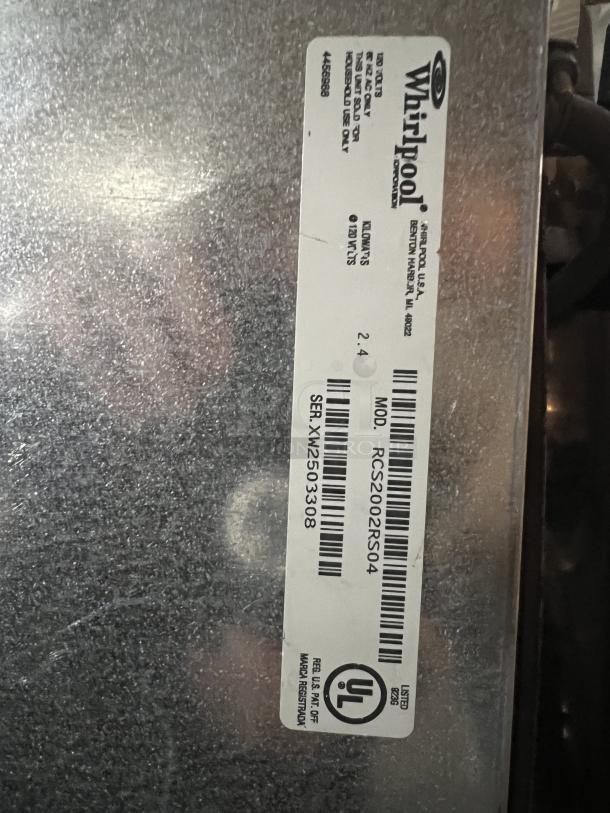 Whirlpool®
CORPORATION
WHIRLPOOL U.S.A.,
BENTON HARBOR, MI. 49022
120 VOLTS
60 HZ AC ONLY
THIS UNIT SOLD FOR
HOUSEHOLD USE ONLY
4456988
KILOWATTS
@ 120 VOLTS
2.4
MOD. RCS2002RS04
SER. XW2503308
UL®
LISTED
REG. U.S. PAT. OFF
MARCA REGISTRADA